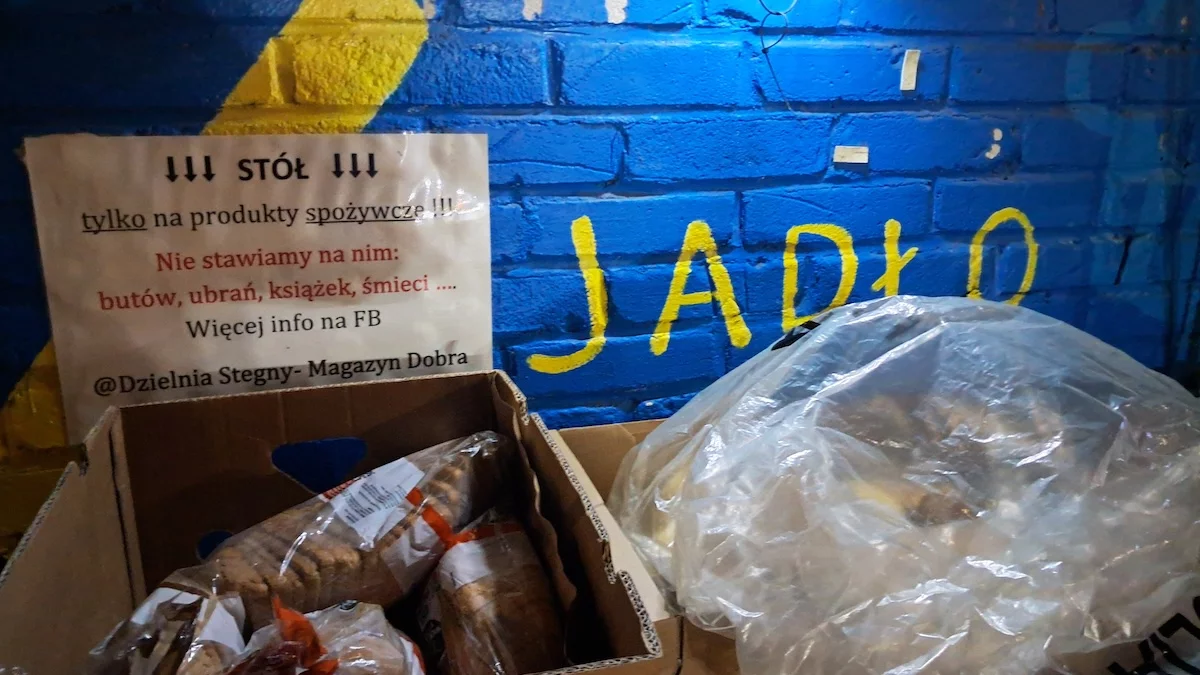 ↓↓↓ STÓŁ ↓↓↓
tylko na produkty spożywcze !!!
Nie stawiamy na nim:
butów, ubrań, książek, śmieci ....
Więcej info na FB
@Dzielnia Stegny- Magazyn Dobra
JADŁO